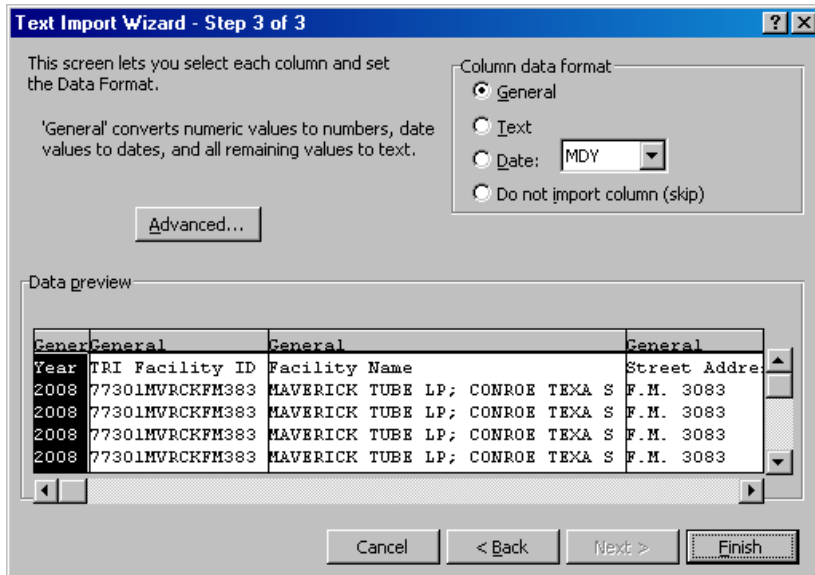 Text Import Wizard - Step 3 of 3
This screen lets you select each column and set
the Data Format.
'General' converts numeric values to numbers, date
values to dates, and all remaining values to text.
Advanced...
Column data format
General
Text
Date: MDY
Do not import column (skip)
Data preview
Gener General General General
Year TRI Facility ID Facility Name Street Addre
2008 77301MVRCKFM383 MAVERICK TUBE LP; CONROE TEXA S F.M. 3083
2008 77301MVRCKFM383 MAVERICK TUBE LP; CONROE TEXA S F.M. 3083
2008 77301MVRCKFM383 MAVERICK TUBE LP; CONROE TEXA S F.M. 3083
2008 77301MVRCKFM383 MAVERICK TUBE LP; CONROE TEXA S F.M. 3083
Cancel < Back Next > Finish